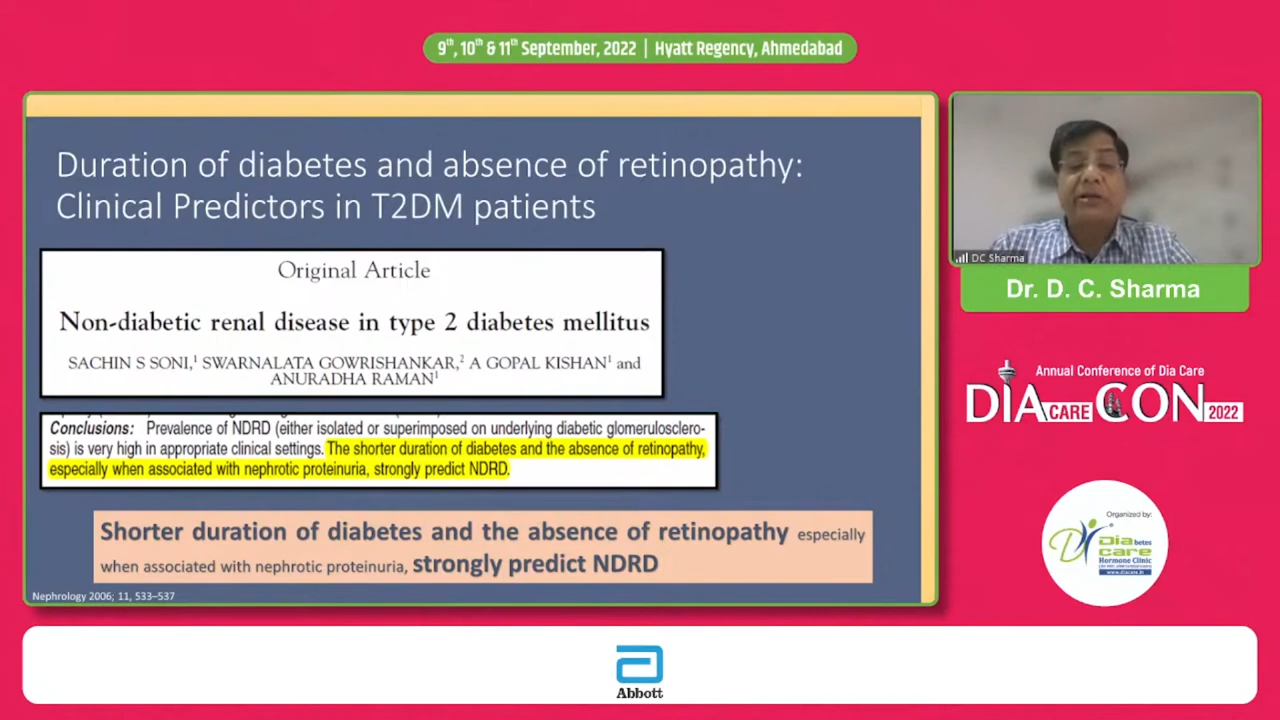 9th, 10th & 11th September, 2022 | Hyatt Regency, Ahmedabad
Duration of diabetes and absence of retinopathy:
Clinical Predictors in T2DM patients
Original Article
Non-diabetic renal disease in type 2 diabetes mellitus
SACHIN S SONI,1 SWARNALATA GOWRISHANKAR,2 A GOPAL KISHAN1 and
ANURADHA RAMAN1
Conclusions: Prevalence of NDRD (either isolated or superimposed on underlying diabetic glomerulosclero-
sis) is very high in appropriate clinical settings. The shorter duration of diabetes and the absence of retinopathy,
especially when associated with nephrotic proteinuria, strongly predict NDRD.
Shorter duration of diabetes and the absence of retinopathy especially
when associated with nephrotic proteinuria, strongly predict NDRD
Nephrology 2006; 11, 533–537
DC Sharma
Dr. D. C. Sharma
Annual Conference of Dia Care
DIA CARE CON 2022
Organized by:
Diabetes
care
Hormone Clinic
www.diacare.in
Abbott